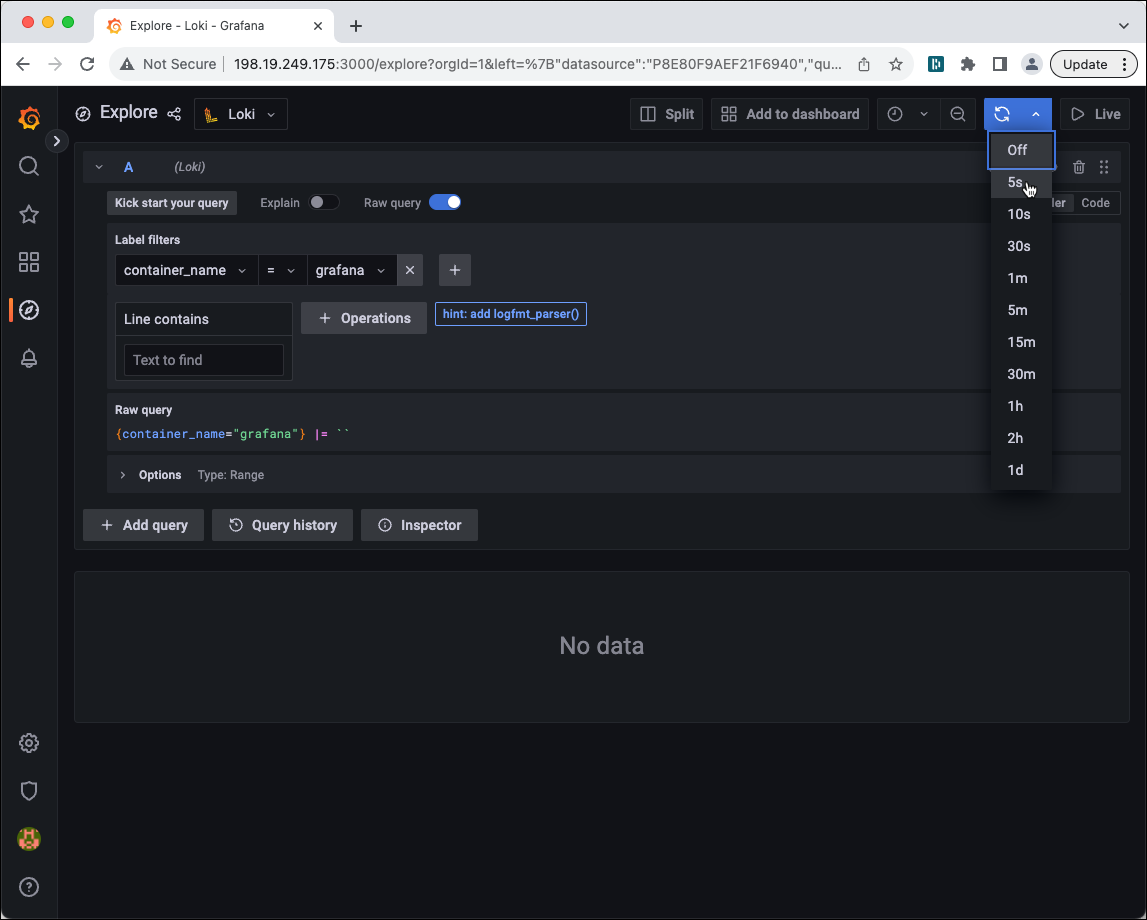 Explore - Loki - Grafana
Not Secure
198.19.249.175:3000/explore?orgId=1&left=%7B"datasource":"P8E80F9AEF21F6940","qu...
Update
Explore
Loki
Split
Add to dashboard
Live
A
(Loki)
Off
Kick start your query
Explain
Raw query
5s
Code
10s
Label filters
30s
container_name
=
grafana
1m
Line contains
Operations
hint: add logfmt_parser()
5m
15m
Text to find
30m
Raw query
1h
{container_name="grafana"} |= ``
2h
Options
Type: Range
1d
Add query
Query history
Inspector
No data